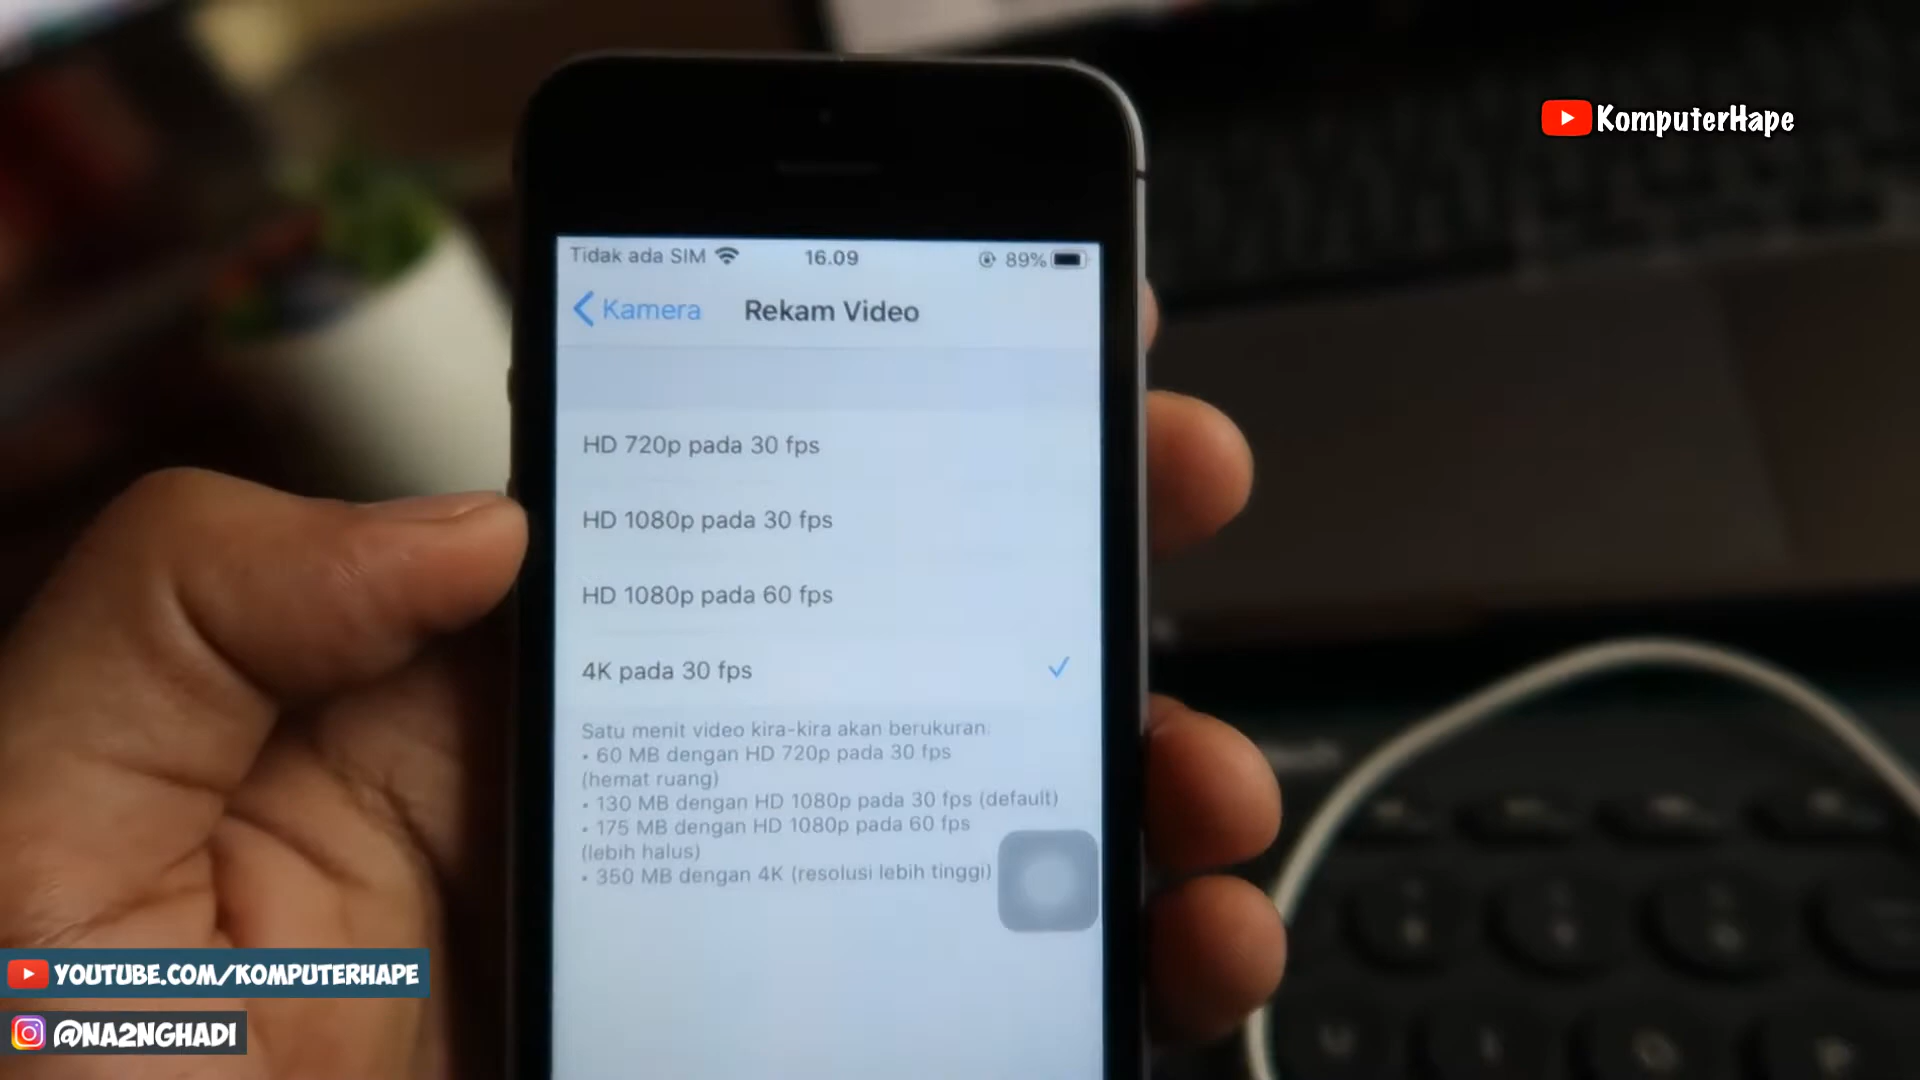 KomputerHape
Tidak ada SIM
16.09
89%
Kamera
Rekam Video
HD 720p pada 30 fps
HD 1080p pada 30 fps
HD 1080p pada 60 fps
4K pada 30 fps
Satu menit video kira-kira akan berukuran:
• 60 MB dengan HD 720p pada 30 fps
(hemat ruang)
• 130 MB dengan HD 1080p pada 30 fps (default)
• 175 MB dengan HD 1080p pada 60 fps
(lebih halus)
• 350 MB dengan 4K (resolusi lebih tinggi)
YOUTUBE.COM/KOMPUTERHAPE
@NA2NGHADI